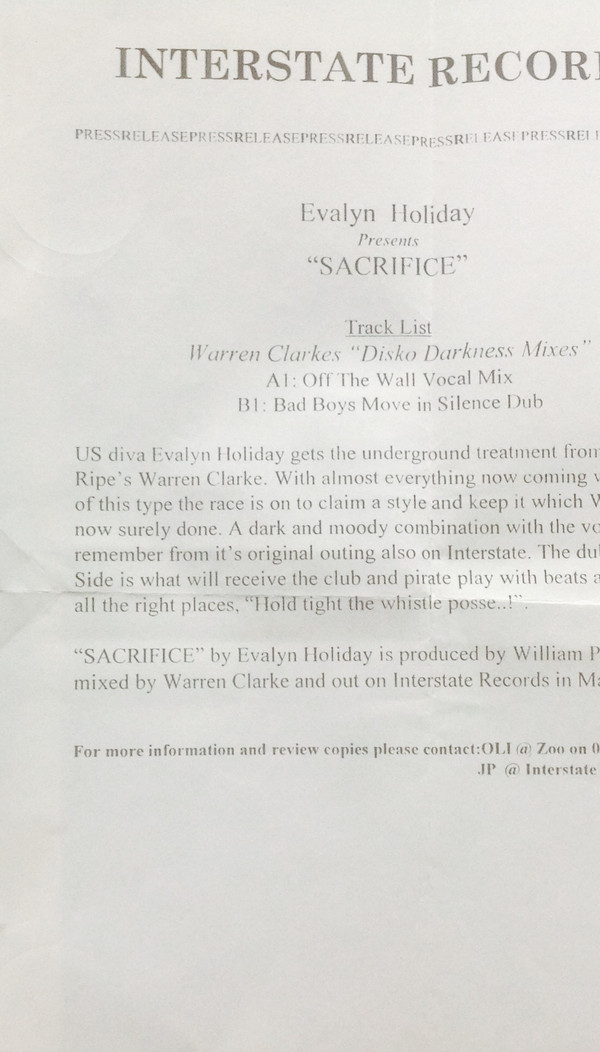 INTERSTATE RECOR
PRESSRELEASEPRESSRELEASEPRESSRELEASEPRESSRELEASEPRESSREL
Evalyn Holiday
Presents
“SACRIFICE”
Track List
Warren Clarkes “Disko Darkness Mixes”
A1: Off The Wall Vocal Mix
B1: Bad Boys Move in Silence Dub
US diva Evalyn Holiday gets the underground treatment from
Ripe’s Warren Clarke. With almost everything now coming
of this type the race is on to claim a style and keep it which W
now surely done. A dark and moody combination with the vo
remember from it’s original outing also on Interstate. The du
Side is what will receive the club and pirate play with beats a
all the right places, “Hold tight the whistle posse..!”.
“SACRIFICE” by Evalyn Holiday is produced by William P
mixed by Warren Clarke and out on Interstate Records in Ma
For more information and review copies please contact:OLI @ Zoo on 0
JP @ Interstate